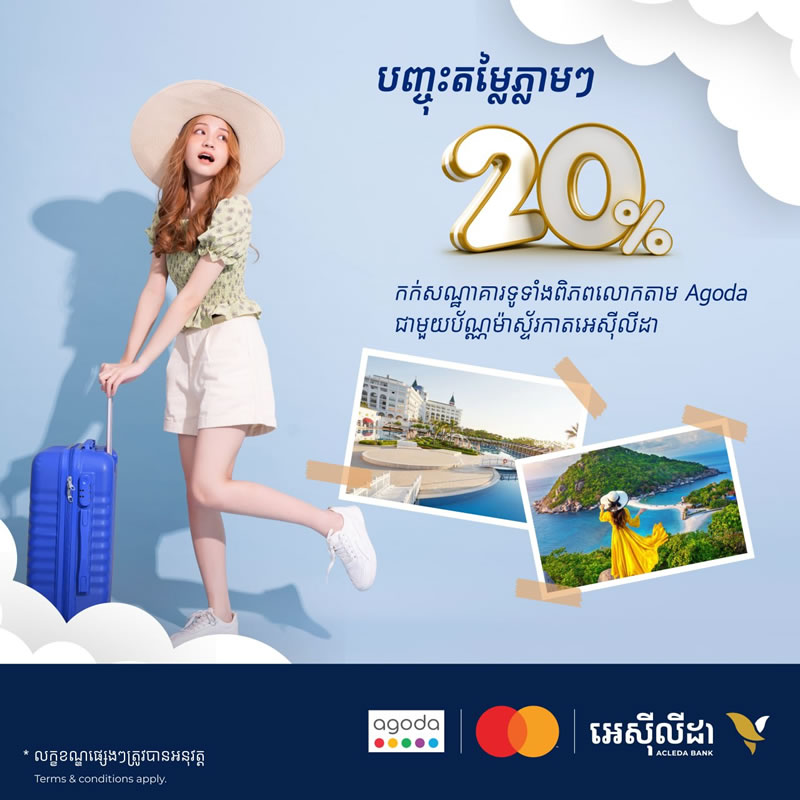 បញ្ចុះតម្លៃភ្លាមៗ
20%
កក់សណ្ឋាគារទូទាំងពិភពលោកតាម Agoda
ជាមួយប័ណ្ណម៉ាស្ទ័រកាតអេស៊ីលីដា
agoda
អេស៊ីលីដា
ACLEDA BANK
* លក្ខខណ្ឌផ្សេងៗត្រូវបានអនុវត្ត
Terms & conditions apply.